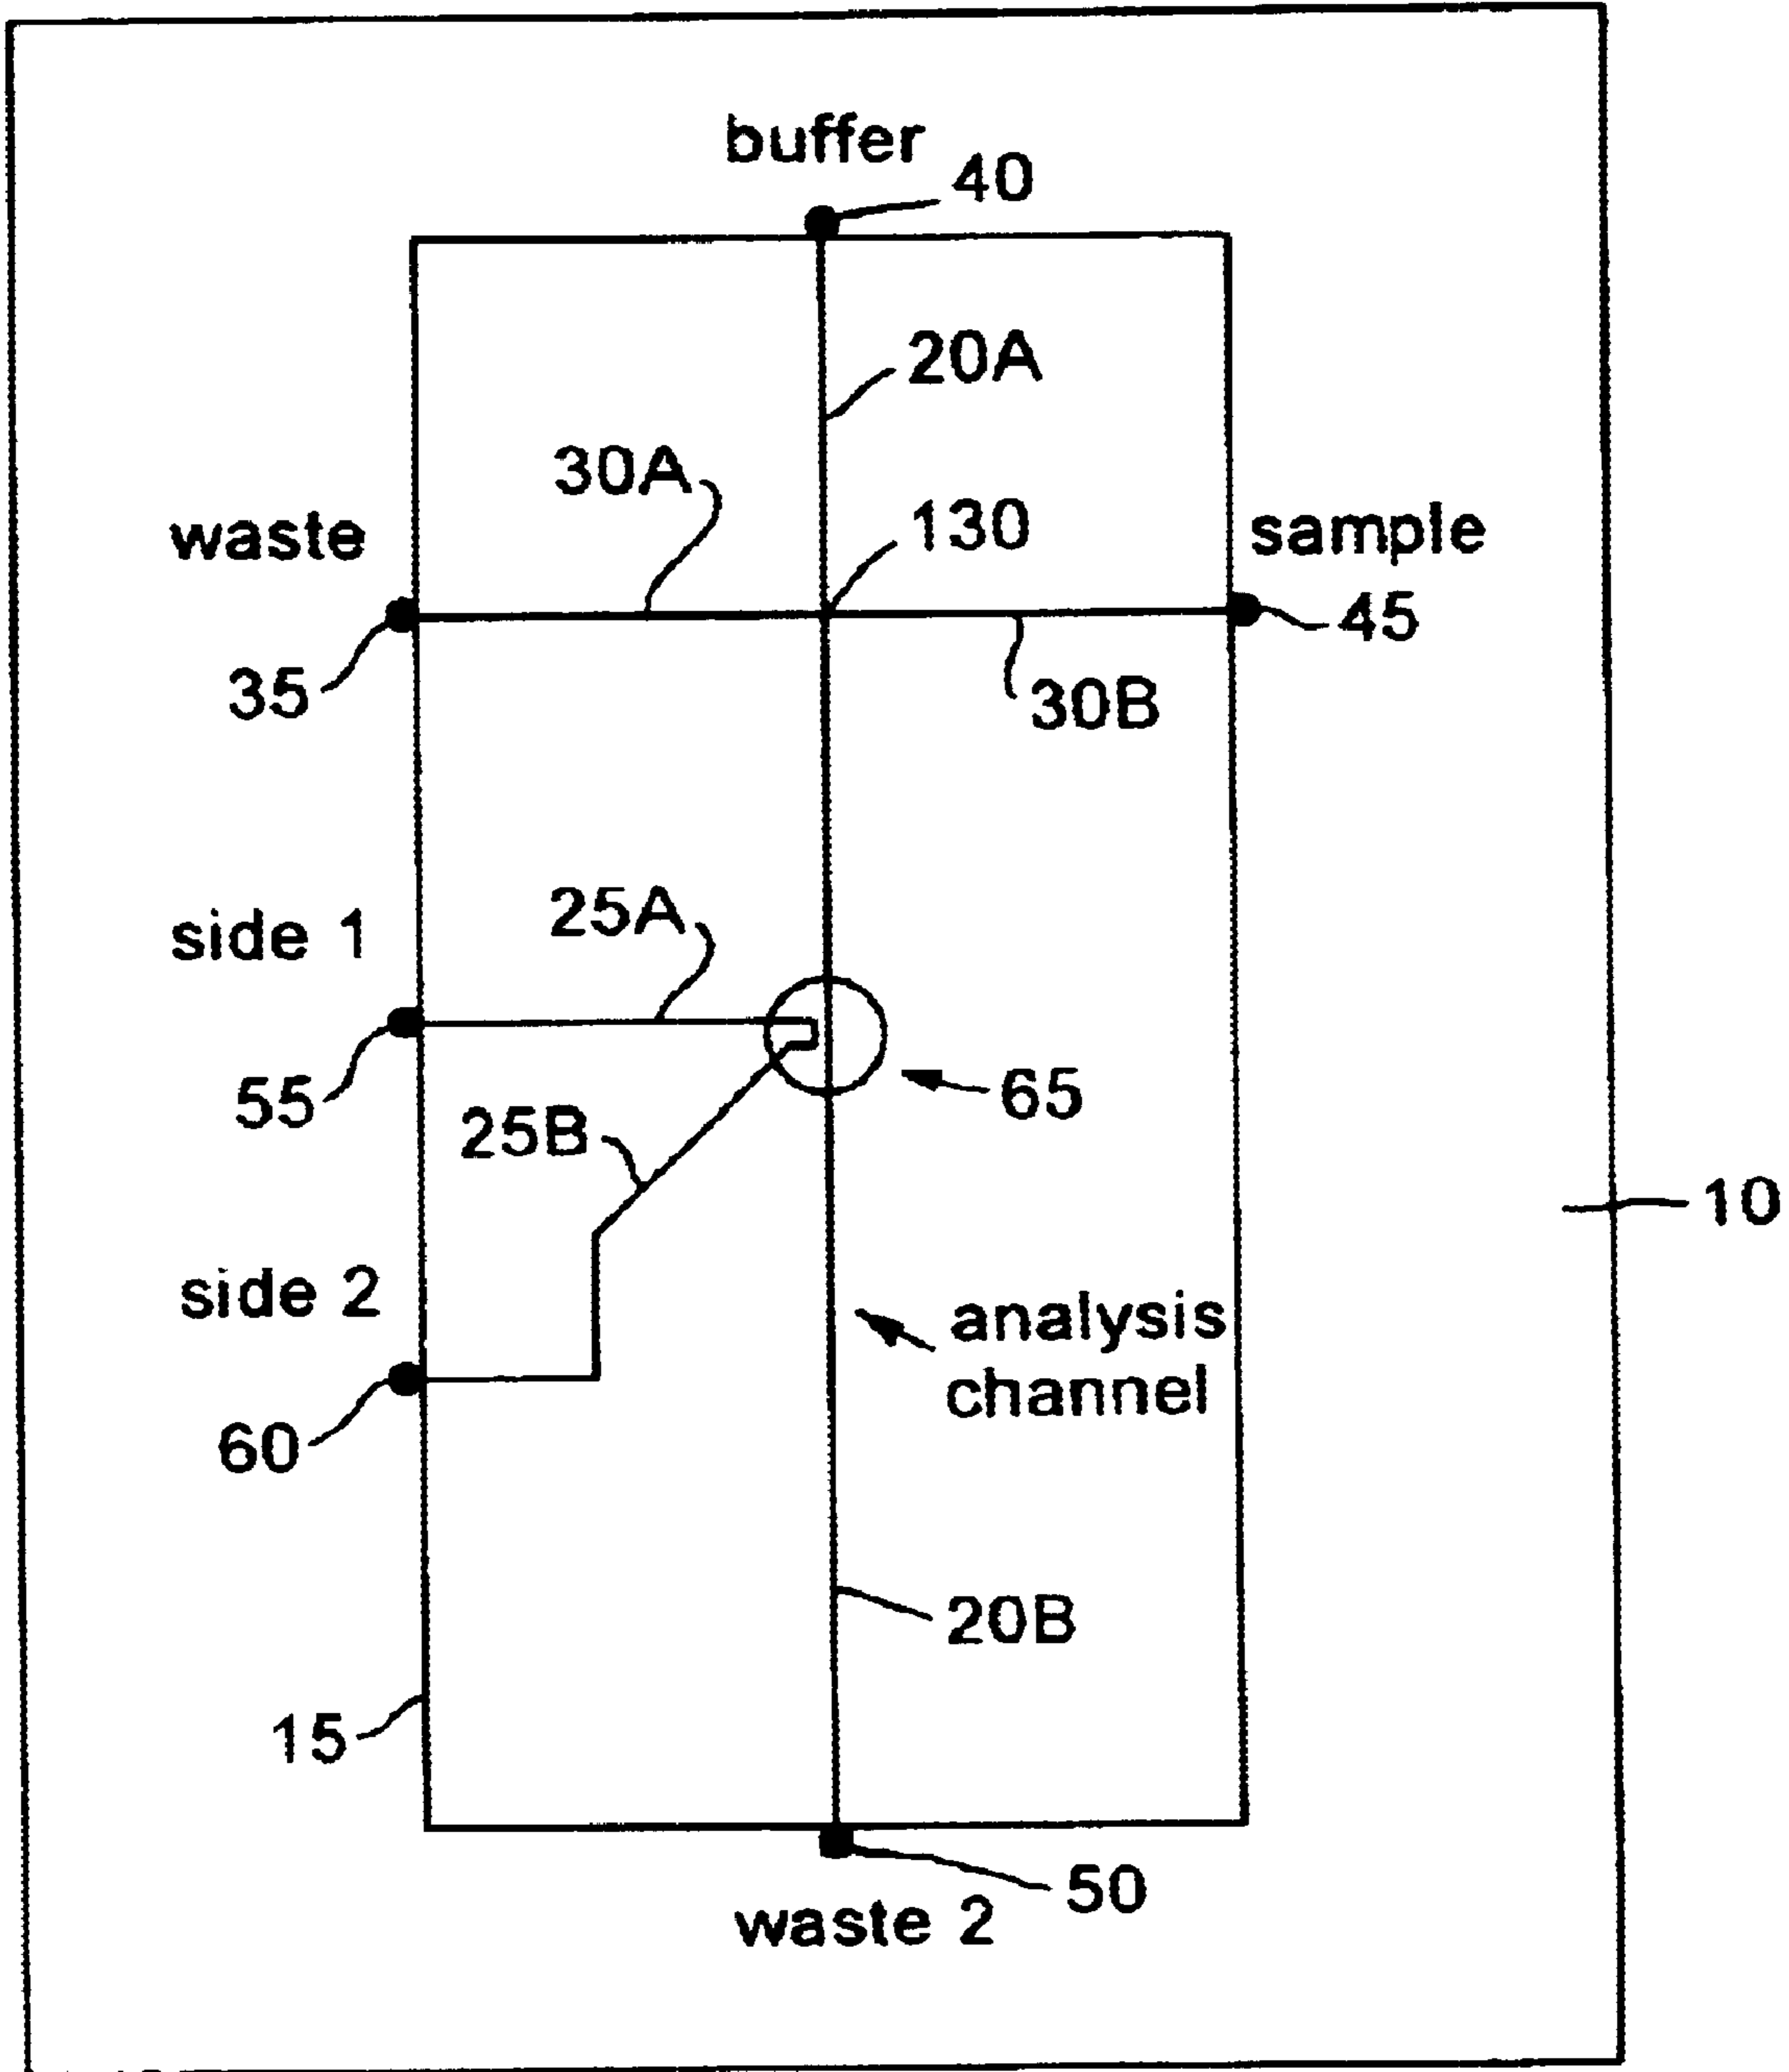 buffer
40
20A
30A
130
waste
sample
45
35
30B
25A
side 1
55
65
25B
10
side 2
analysis
channel
60
20B
15
50
waste 2